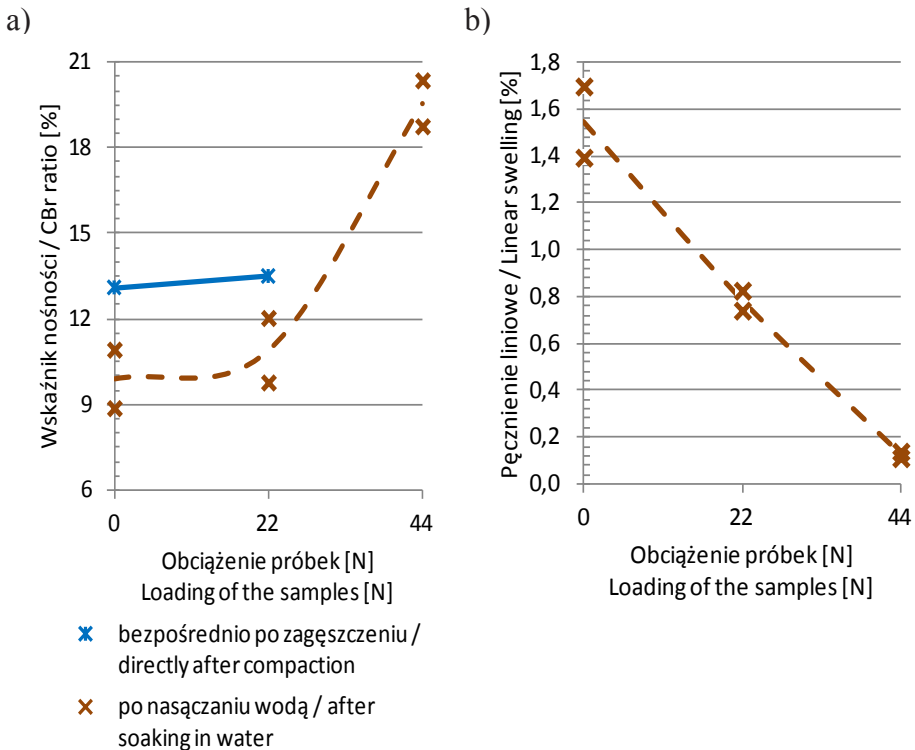 a)
Wskaźnik nośności / CBr ratio [%]
21
18
15
12
9
6
0 22 44
Obciążenie próbek [N]
Loading of the samples [N]
bezpośrednio po zagęszczeniu /
directly after compaction
po nasączaniu wodą / after
soaking in water
b)
Pęcznienie liniowe / Linear swelling [%]
1,8
1,6
1,4
1,2
1,0
0,8
0,6
0,4
0,2
0,0
0 22 44
Obciążenie próbek [N]
Loading of the samples [N]